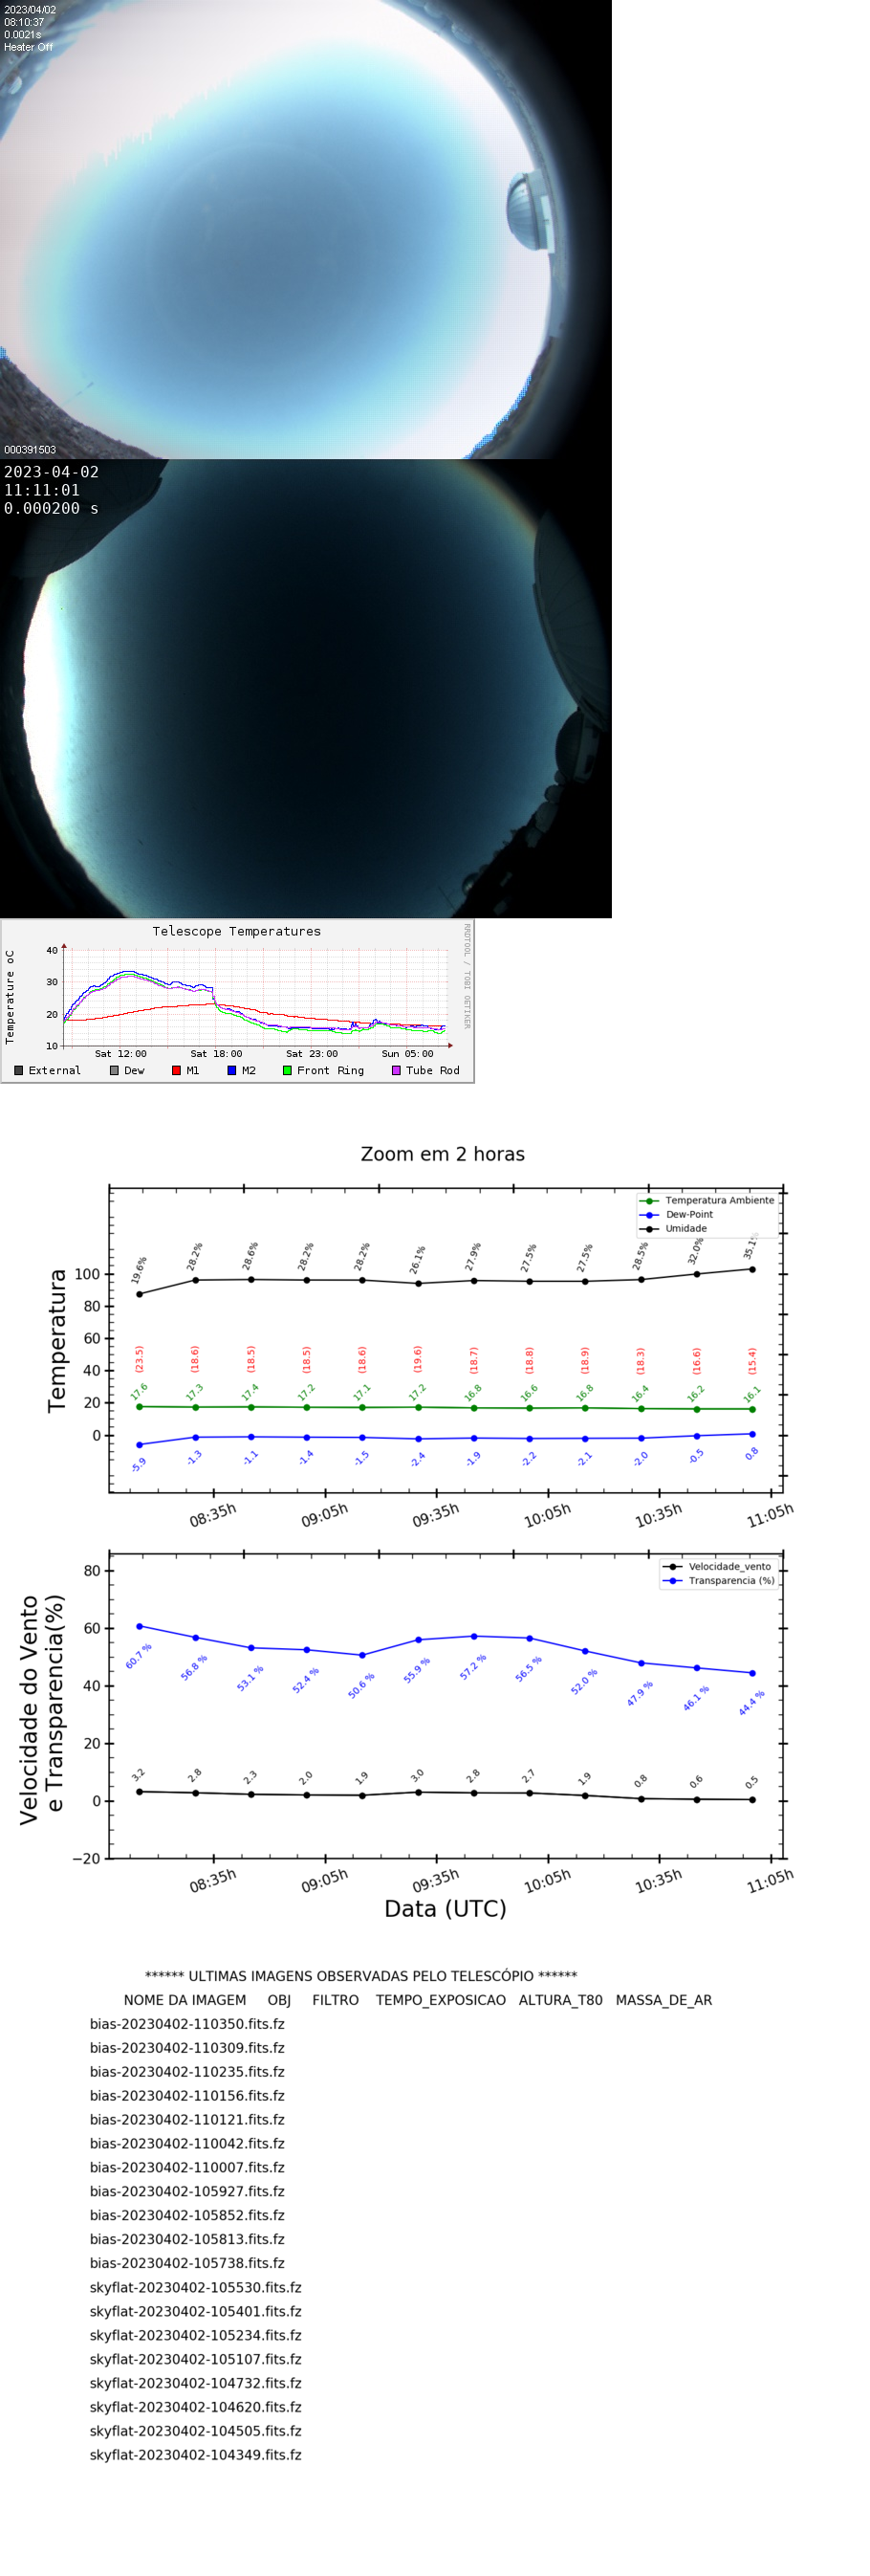 2023/04/02
08:10:37
0.0021s
Heater Off
000391503
2023-04-02
11:11:01
0.000200 s
Telescope Temperatures
RRDTOOL / TOBI OETIKER
Temperature oC
40
30
20
10
Sat 12:00 Sat 18:00 Sat 23:00 Sun 05:00
External Dew M1 M2 Front Ring Tube Rod
Zoom em 2 horas
Temperatura Ambiente
Dew-Point
Umidade
Temperatura
100
80
60
40
20
0
19.6% 28.2% 28.6% 28.2% 28.2% 26.1% 27.9% 27.5% 27.5% 28.5% 32.0% 35.1%
(23.5) (18.6) (18.5) (18.5) (18.6) (19.6) (18.7) (18.8) (18.9) (18.3) (16.6) (15.4)
17.6 17.3 17.4 17.2 17.1 17.2 16.8 16.6 16.8 16.4 16.2 16.1
-5.9 -1.3 -1.1 -1.4 -1.5 -2.4 -1.9 -2.2 -2.1 -2.0 -0.5 0.8
08:35h 09:05h 09:35h 10:05h 10:35h 11:05h
Velocidade_vento
Transparencia (%)
Velocidade do Vento
e Transparencia(%)
80
60
40
20
0
−20
60.7 % 56.8 % 53.1 % 52.4 % 50.6 % 55.9 % 57.2 % 56.5 % 52.0 % 47.9 % 46.1 % 44.4 %
3.2 2.8 2.3 2.0 1.9 3.0 2.8 2.7 1.9 0.8 0.6 0.5
08:35h 09:05h 09:35h 10:05h 10:35h 11:05h
Data (UTC)
****** ULTIMAS IMAGENS OBSERVADAS PELO TELESCÓPIO ******
NOME DA IMAGEM OBJ FILTRO TEMPO_EXPOSICAO ALTURA_T80 MASSA_DE_AR
bias-20230402-110350.fits.fz
bias-20230402-110309.fits.fz
bias-20230402-110235.fits.fz
bias-20230402-110156.fits.fz
bias-20230402-110121.fits.fz
bias-20230402-110042.fits.fz
bias-20230402-110007.fits.fz
bias-20230402-105927.fits.fz
bias-20230402-105852.fits.fz
bias-20230402-105813.fits.fz
bias-20230402-105738.fits.fz
skyflat-20230402-105530.fits.fz
skyflat-20230402-105401.fits.fz
skyflat-20230402-105234.fits.fz
skyflat-20230402-105107.fits.fz
skyflat-20230402-104732.fits.fz
skyflat-20230402-104620.fits.fz
skyflat-20230402-104505.fits.fz
skyflat-20230402-104349.fits.fz